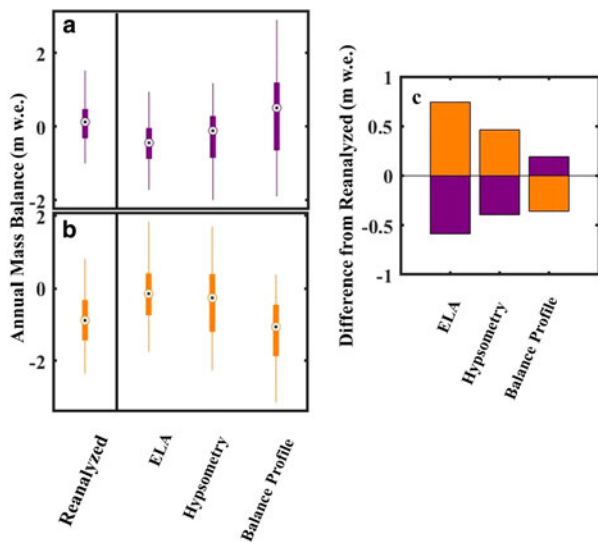 a
2
0
-2
b
2
0
-2
Annual Mass Balance (m w.e.)
Reanalyzed
ELA
Hypsometry
Balance Profile
c
1
0.5
0
-0.5
-1
Difference from Reanalyzed (m w.e.)
ELA
Hypsometry
Balance Profile